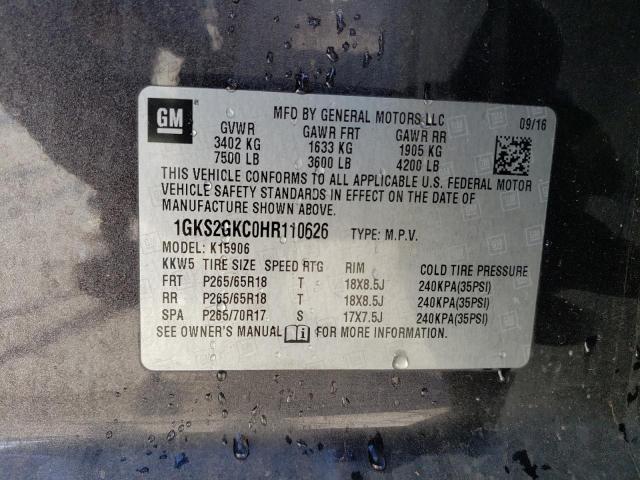 GM
MFD BY GENERAL MOTORS LLC 09/16
GVWR GAWR FRT GAWR RR
3402 KG 1633 KG 1905 KG
7500 LB 3600 LB 4200 LB
THIS VEHICLE CONFORMS TO ALL APPLICABLE U.S. FEDERAL MOTOR
VEHICLE SAFETY STANDARDS IN EFFECT ON THE DATE OF
MANUFACTURE SHOWN ABOVE.
1GKS2GKC0HR110626 TYPE: M.P.V.
MODEL: K15906
KKW5 TIRE SIZE SPEED RTG RIM COLD TIRE PRESSURE
FRT P265/65R18 T 18X8.5J 240KPA(35PSI)
RR P265/65R18 T 18X8.5J 240KPA(35PSI)
SPA P265/70R17 S 17X7.5J 240KPA(35PSI)
SEE OWNER'S MANUAL FOR MORE INFORMATION.